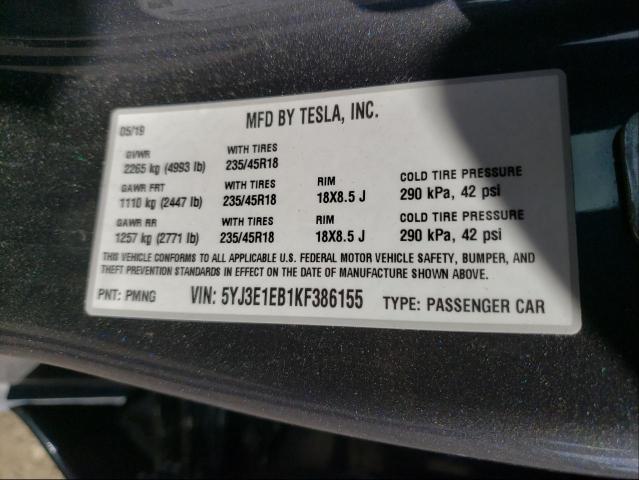 MFD BY TESLA, INC.
05/19
GVWR WITH TIRES
2265 kg (4993 lb) 235/45R18
GAWR FRT WITH TIRES RIM COLD TIRE PRESSURE
1110 kg (2447 lb) 235/45R18 18X8.5 J 290 kPa, 42 psi
GAWR RR WITH TIRES RIM COLD TIRE PRESSURE
1257 kg (2771 lb) 235/45R18 18X8.5 J 290 kPa, 42 psi
THIS VEHICLE CONFORMS TO ALL APPLICABLE U.S. FEDERAL MOTOR VEHICLE SAFETY, BUMPER, AND
THEFT PREVENTION STANDARDS IN EFFECT ON THE DATE OF MANUFACTURE SHOWN ABOVE.
PNT: PMNG VIN: 5YJ3E1EB1KF386155 TYPE: PASSENGER CAR